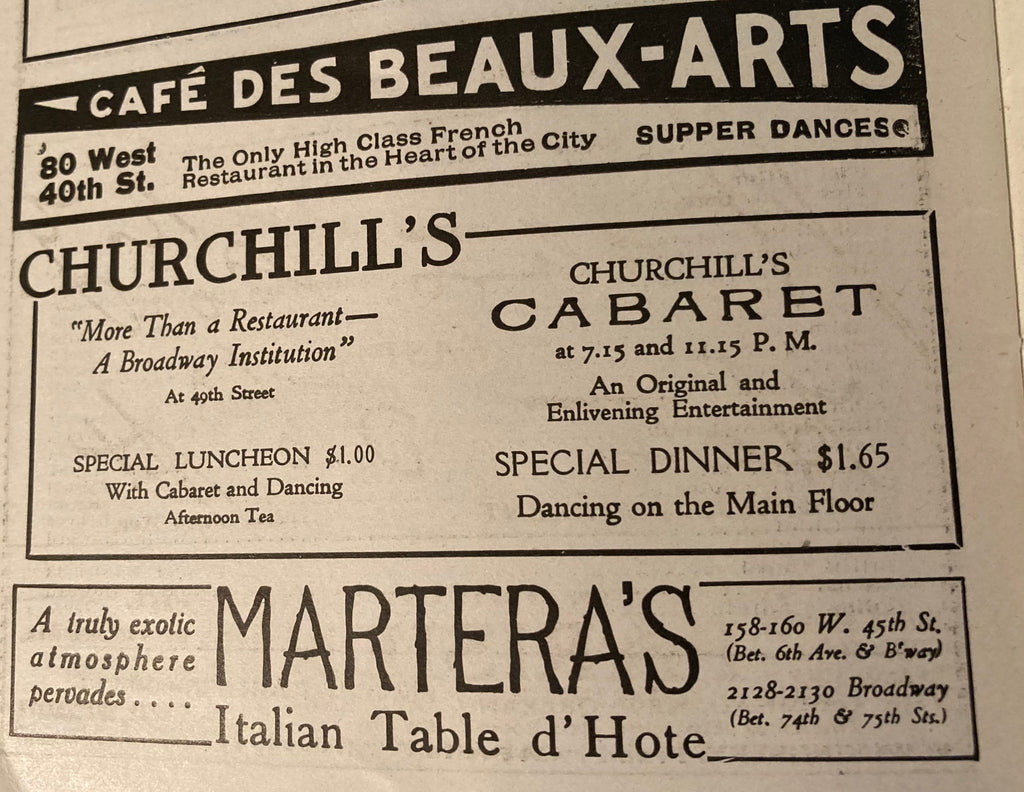 CAFÉ DES BEAUX-ARTS
80 West
40th St.
The Only High Class French
Restaurant in the Heart of the City
SUPPER DANCES
CHURCHILL'S
"More Than a Restaurant—
A Broadway Institution"
At 49th Street
SPECIAL LUNCHEON $1.00
With Cabaret and Dancing
Afternoon Tea
CHURCHILL'S
CABARET
at 7.15 and 11.15 P. M.
An Original and
Enlivening Entertainment
SPECIAL DINNER $1.65
Dancing on the Main Floor
A truly exotic
atmosphere
pervades....
MARTERA'S
Italian Table d'Hote
158-160 W. 45th St.
(Bet. 6th Ave. & B'way)
2128-2130 Broadway
(Bet. 74th & 75th Sts.)